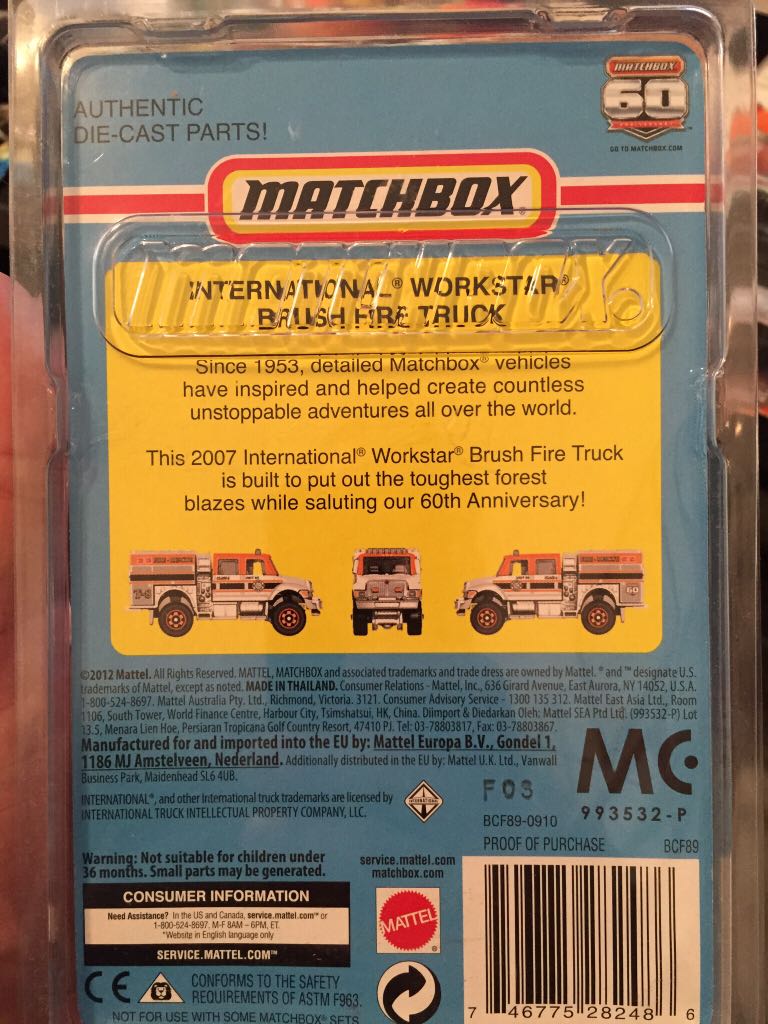 AUTHENTIC
DIE-CAST PARTS!
MATCHBOX
60
ANNIVERSARY
GO TO MATCHBOX.COM
MATCHBOX®
INTERNATIONAL® WORKSTAR®
BRUSH FIRE TRUCK
Since 1953, detailed Matchbox® vehicles
have inspired and helped create countless
unstoppable adventures all over the world.
This 2007 International® Workstar® Brush Fire Truck
is built to put out the toughest forest
blazes while saluting our 60th Anniversary!
©2012 Mattel. All Rights Reserved. MATTEL, MATCHBOX and associated trademarks and trade dress are owned by Mattel. ® and ™ designate U.S.
trademarks of Mattel, except as noted. MADE IN THAILAND. Consumer Relations - Mattel, Inc., 636 Girard Avenue, East Aurora, NY 14052, U.S.A.
1-800-524-8697. Mattel Australia Pty. Ltd., Richmond, Victoria. 3121. Consumer Advisory Service - 1300 135 312. Mattel East Asia Ltd., Room
1106, South Tower, World Finance Centre, Harbour City, Tsimshatsui, HK, China. Diimport & Diedarkan Oleh: Mattel SEA Ptd Ltd. (993532-P) Lot
13.5, Menara Lien Hoe, Persiaran Tropicana Golf Country Resort, 47410 PJ. Tel: 03-78803817, Fax: 03-78803867.
Manufactured for and imported into the EU by: Mattel Europa B.V., Gondel 1,
1186 MJ Amstelveen, Nederland. Additionally distributed in the EU by: Mattel U.K. Ltd., Vanwall
Business Park, Maidenhead SL6 4UB.
MC
F03
993532-P
INTERNATIONAL®, and other International truck trademarks are licensed by
INTERNATIONAL TRUCK INTELLECTUAL PROPERTY COMPANY, LLC.
INTERNATIONAL
BCF89-0910
PROOF OF PURCHASE BCF89
Warning: Not suitable for children under
36 months. Small parts may be generated.
service.mattel.com
matchbox.com
CONSUMER INFORMATION
Need Assistance? In the US and Canada, service.mattel.com™ or
1-800-524-8697, M-F 8AM – 6PM, ET.
*Website in English language only
SERVICE.MATTEL.COM™
MATTEL
®
CE
CONFORMS TO THE SAFETY
REQUIREMENTS OF ASTM F963.
NOT FOR USE WITH SOME MATCHBOX® SETS
7 46775 28248 6